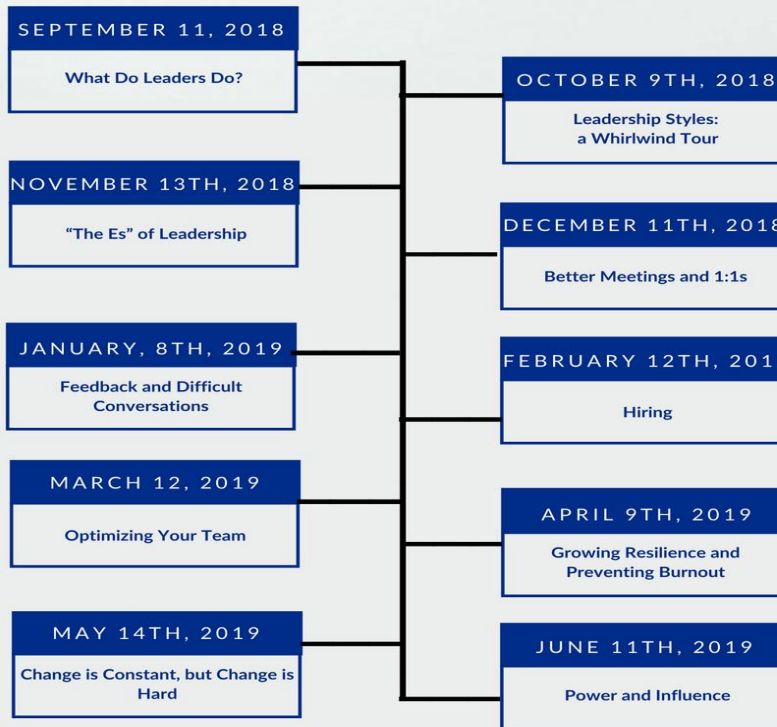 SEPTEMBER 11, 2018
What Do Leaders Do?
OCTOBER 9TH, 2018
Leadership Styles:
a Whirlwind Tour
NOVEMBER 13TH, 2018
“The Es” of Leadership
DECEMBER 11TH, 2018
Better Meetings and 1:1s
JANUARY, 8TH, 2019
Feedback and Difficult
Conversations
FEBRUARY 12TH, 201
Hiring
MARCH 12, 2019
Optimizing Your Team
APRIL 9TH, 2019
Growing Resilience and
Preventing Burnout
MAY 14TH, 2019
Change is Constant, but Change is
Hard
JUNE 11TH, 2019
Power and Influence